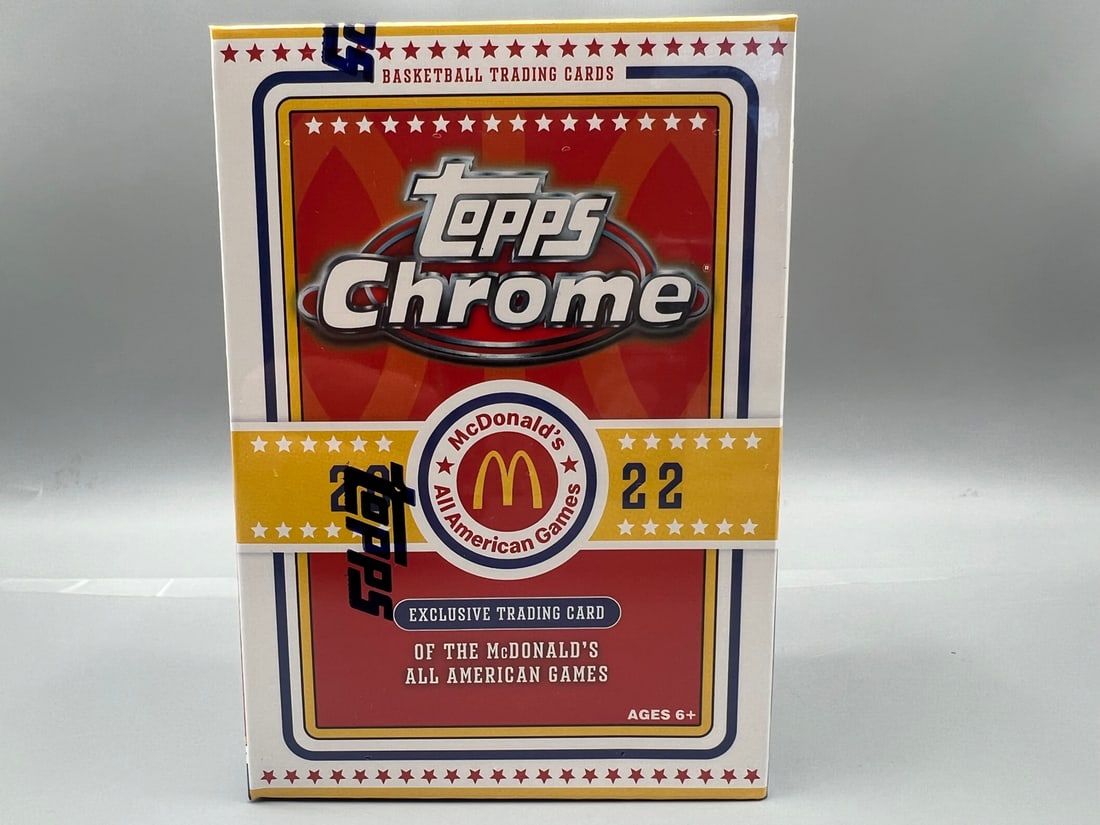 BASKETBALL TRADING CARDS
topps
Chrome®
McDonald's
All American Games
22
topps
EXCLUSIVE TRADING CARD
OF THE McDONALD'S
ALL AMERICAN GAMES
AGES 6+